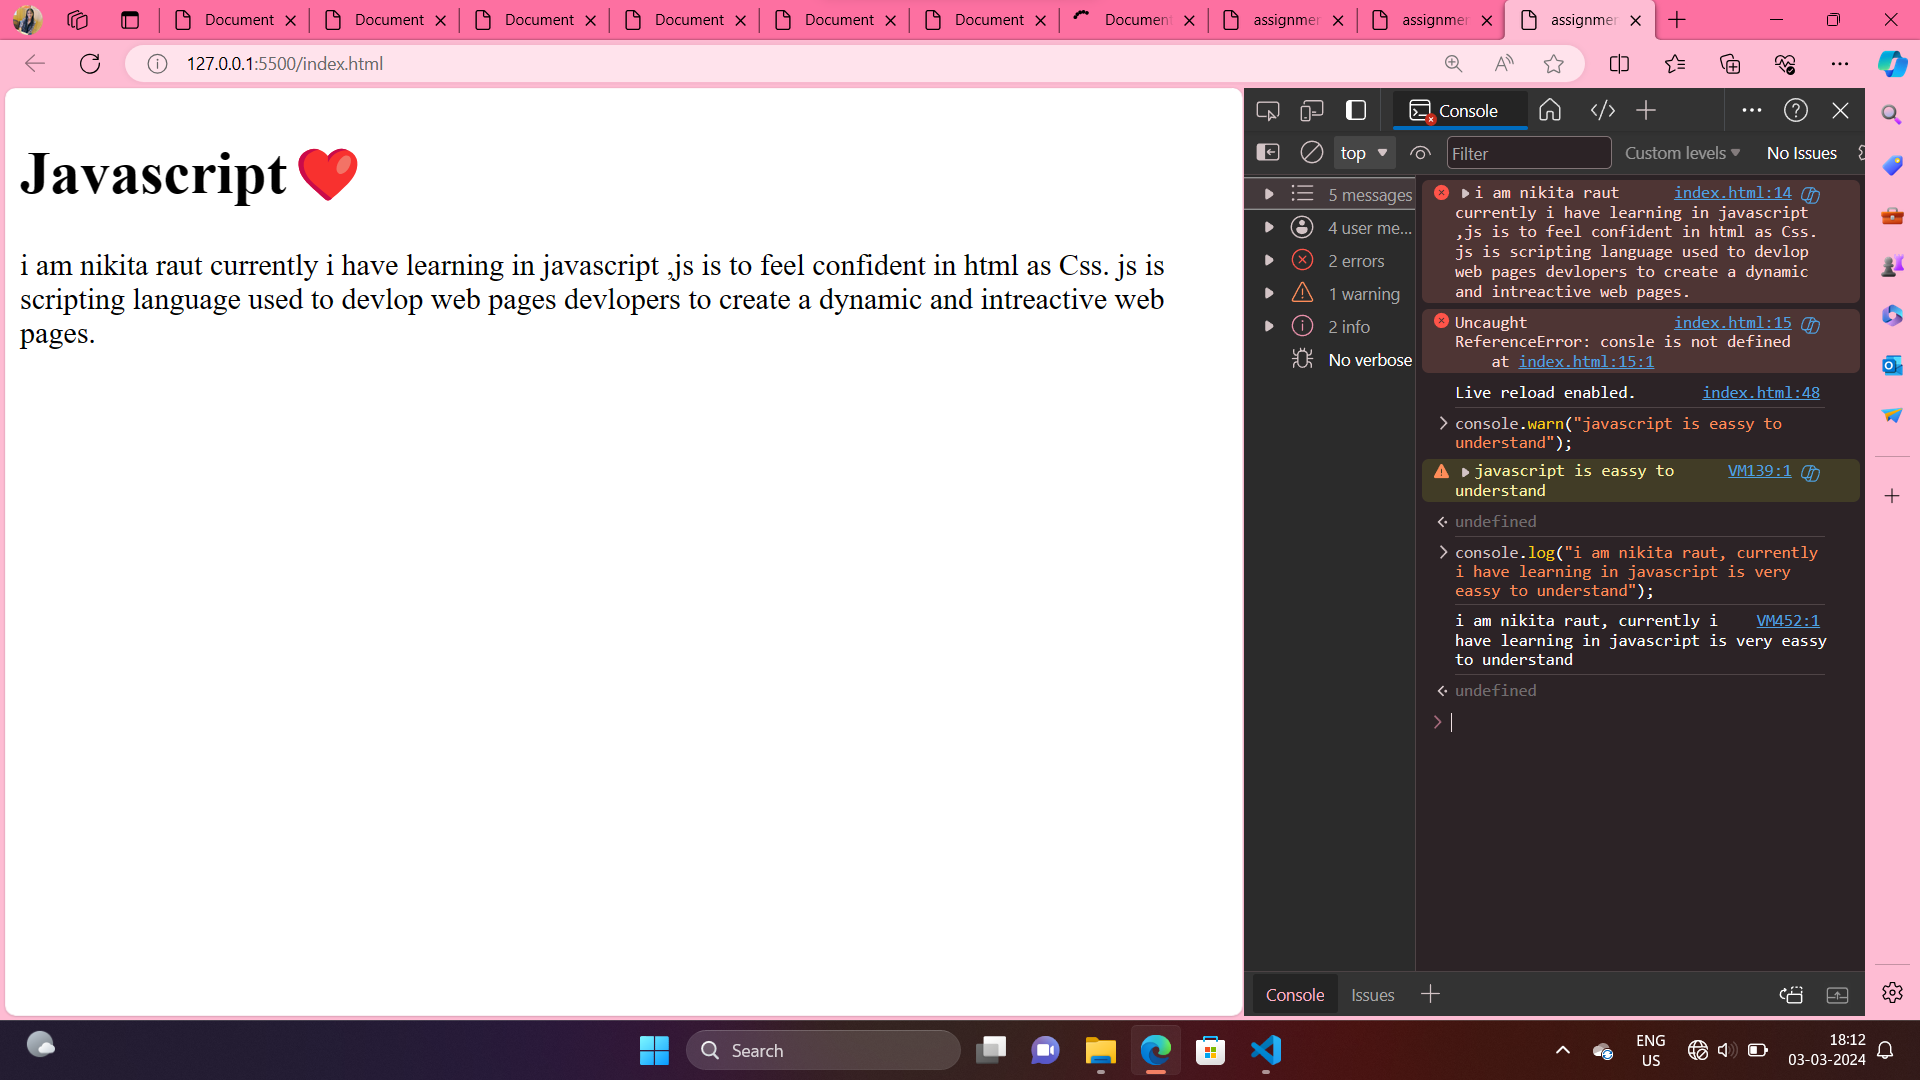 Document
Document
Document
Document
Document
Document
Document
assignmer
assignmer
assignmer
127.0.0.1:5500/index.html
Javascript❤️
i am nikita raut currently i have learning in javascript ,js is to feel confident in html as Css. js is
scripting language used to devlop web pages devlopers to create a dynamic and intreactive web
pages.
Console
top
Filter
Custom levels
No Issues
5 messages
4 user me...
2 errors
1 warning
2 info
No verbose
i am nikita raut index.html:14
currently i have learning in javascript
,js is to feel confident in html as Css.
js is scripting language used to devlop
web pages devlopers to create a dynamic
and intreactive web pages.
Uncaught index.html:15
ReferenceError: consle is not defined
at index.html:15:1
Live reload enabled. index.html:48
console.warn("javascript is eassy to
understand");
javascript is eassy to VM139:1
understand
undefined
console.log("i am nikita raut, currently
i have learning in javascript is very
eassy to understand");
i am nikita raut, currently i VM452:1
have learning in javascript is very eassy
to understand
undefined
Console
Issues
Search
ENG
US
18:12
03-03-2024